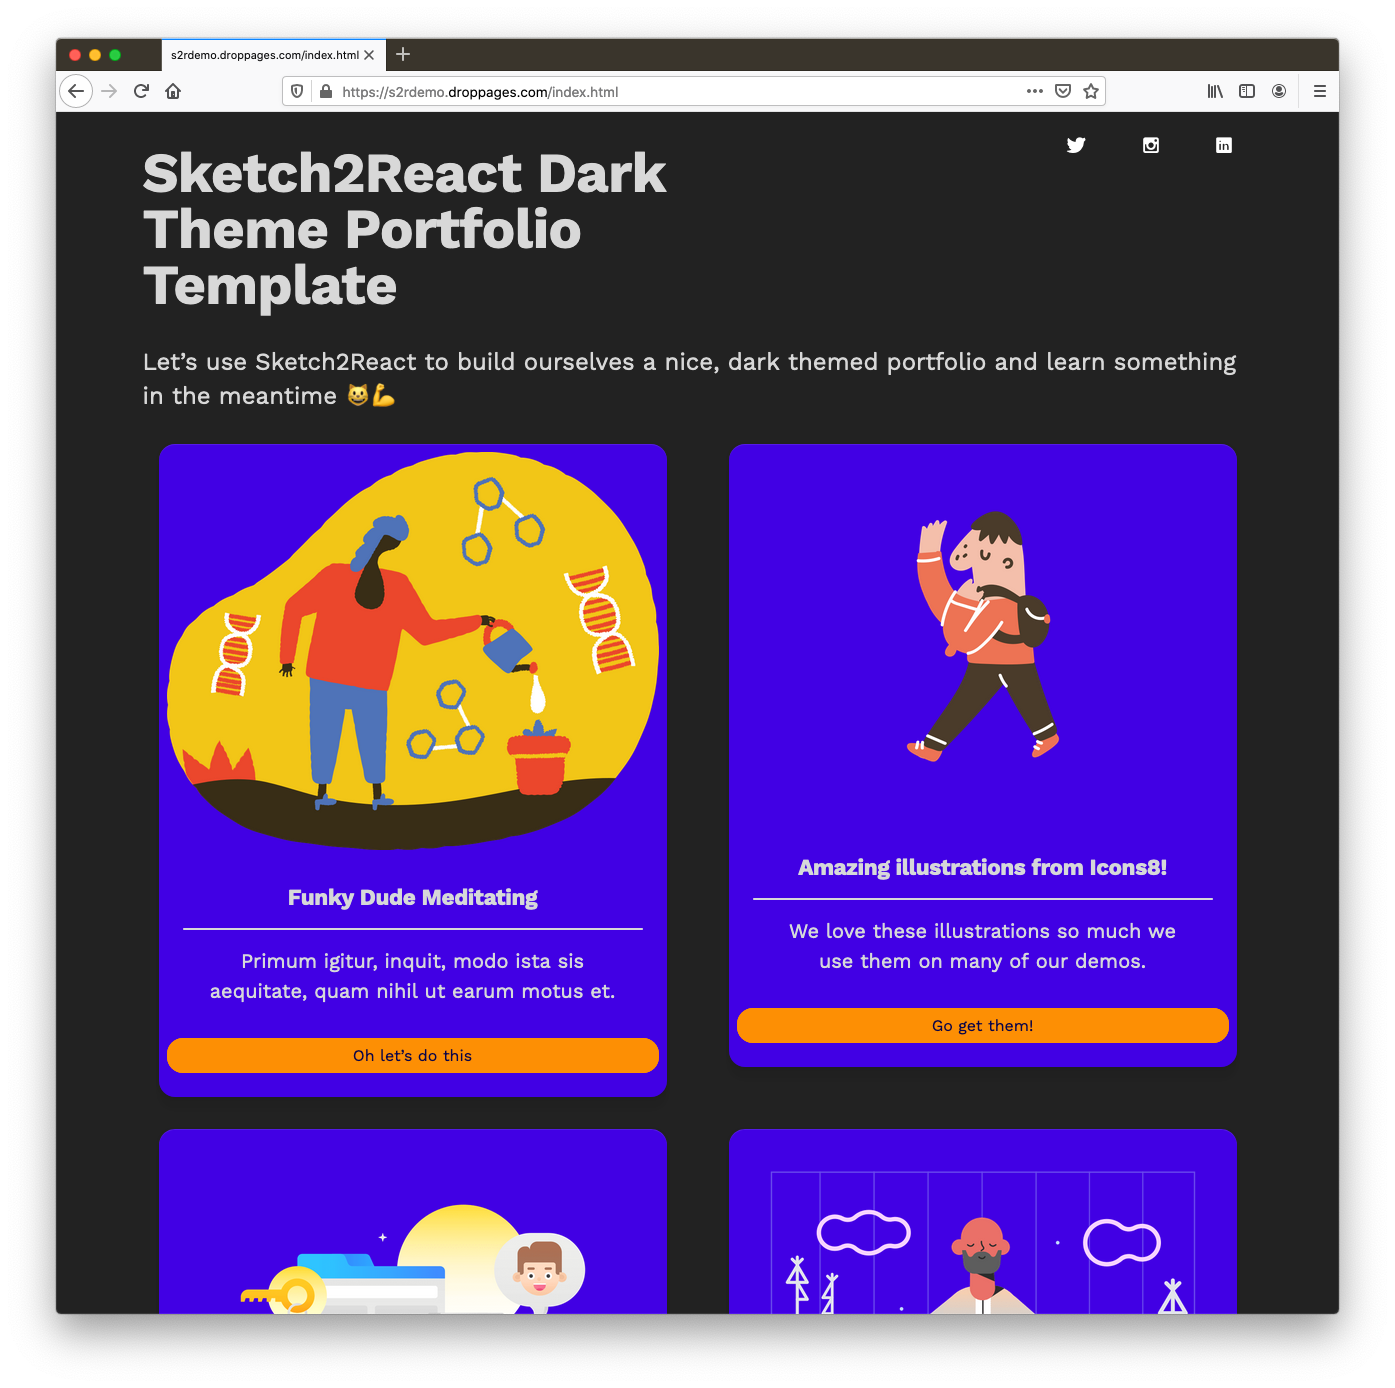 s2rdemo.droppages.com/index.html
https://s2rdemo.droppages.com/index.html
in
Sketch2React Dark
Theme Portfolio
Template
Let’s use Sketch2React to build ourselves a nice, dark themed portfolio and learn something
in the meantime 😺💪
Funky Dude Meditating
Primum igitur, inquit, modo ista sis
aequitate, quam nihil ut earum motus et.
Oh let’s do this
Amazing illustrations from Icons8!
We love these illustrations so much we
use them on many of our demos.
Go get them!